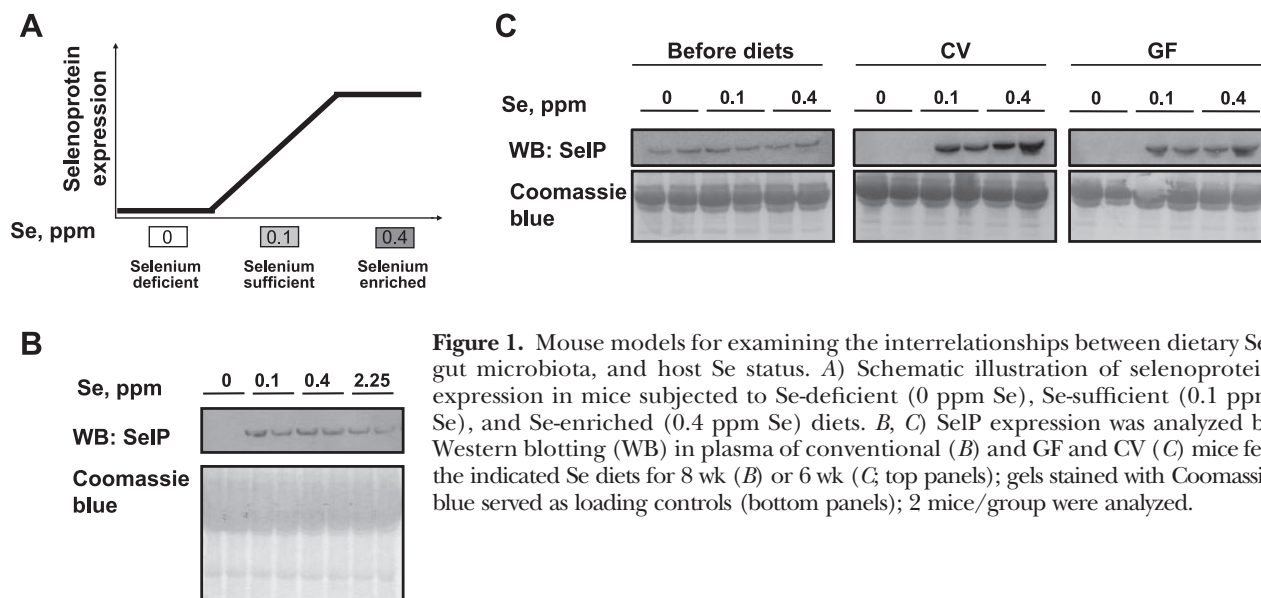 A
Selenoprotein
expression
Se, ppm
0
0.1
0.4
Selenium
deficient
Selenium
sufficient
Selenium
enriched
B
Se, ppm
0 0.1 0.4 2.25
WB: SelP
Coomassie
blue
C
Before diets CV GF
Se, ppm
0 0.1 0.4 0 0.1 0.4 0 0.1 0.4
WB: SelP
Coomassie
blue
Figure 1. Mouse models for examining the interrelationships between dietary Se
gut microbiota, and host Se status. A) Schematic illustration of selenoprotein
expression in mice subjected to Se-deficient (0 ppm Se), Se-sufficient (0.1 ppm
Se), and Se-enriched (0.4 ppm Se) diets. B, C) SelP expression was analyzed b
Western blotting (WB) in plasma of conventional (B) and GF and CV (C) mice fe
the indicated Se diets for 8 wk (B) or 6 wk (C; top panels); gels stained with Coomassi
blue served as loading controls (bottom panels); 2 mice/group were analyzed.